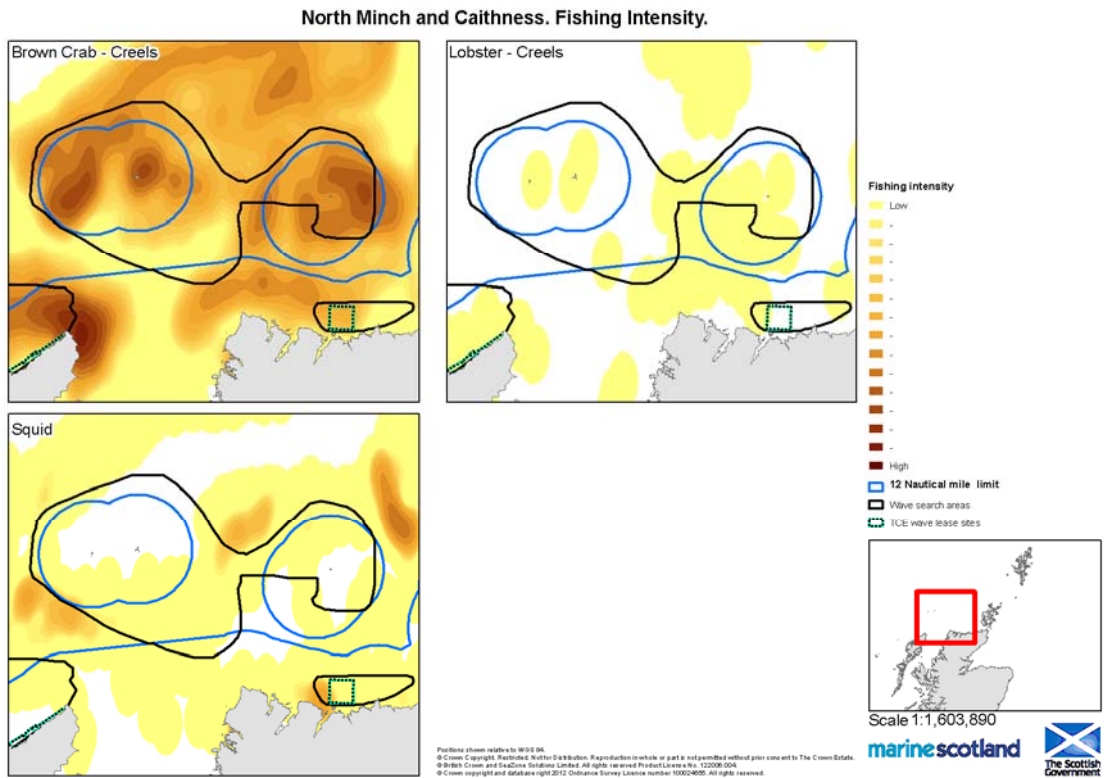 North Minch and Caithness. Fishing Intensity.
Brown Crab - Creels
Lobster - Creels
Fishing intensity
Low
High
12 Nautical mile limit
Wave search areas
TCE wave lease sites
Squid
Scale 1:1,603,890
marinescotland
The Scottish
Government
Positions shown relative to WGS 84.
© Crown Copyright. Restricted. Not for Distribution. Reproduction in whole or part is not permitted without prior consent to The Crown Estate.
© British Crown and SeaZone Solutions Limited. All rights reserved Product Licence No. 122006.004.
© Crown copyright and database right 2012 Ordnance Survey Licence number 100024655. All rights reserved.